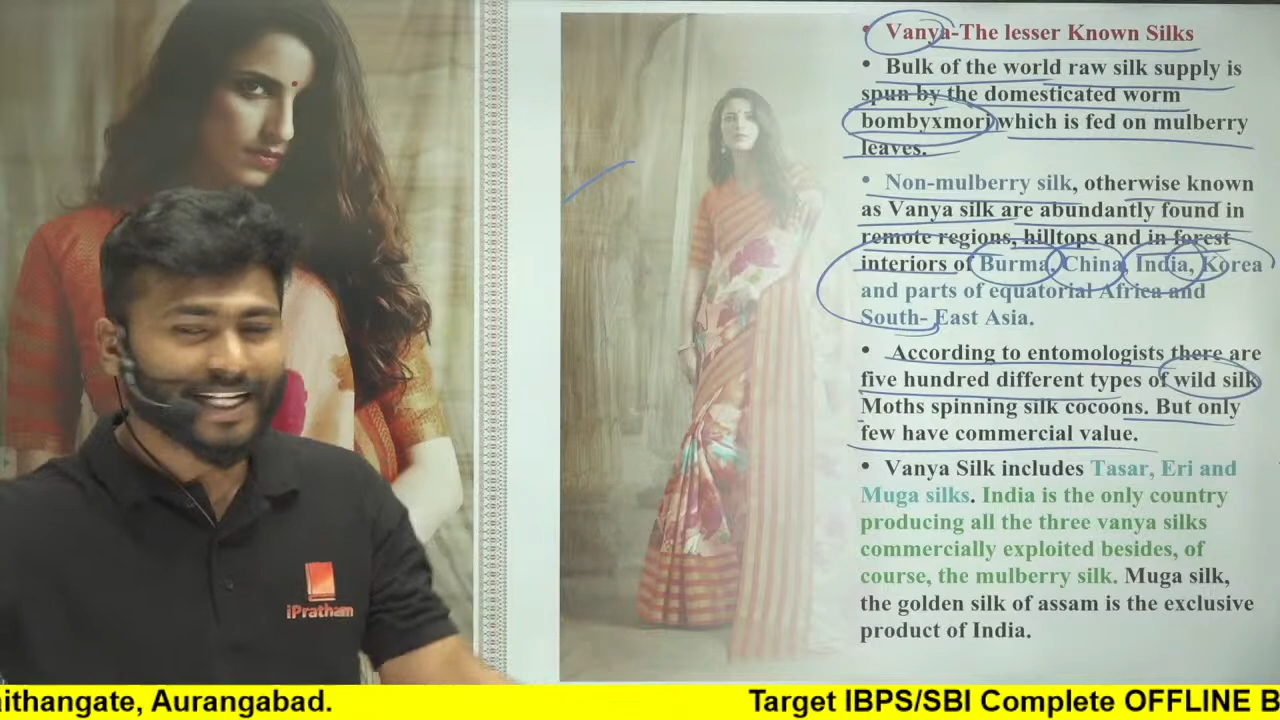 • Vanya-The lesser Known Silks
• Bulk of the world raw silk supply is
spun by the domesticated worm
bombyxmori which is fed on mulberry
leaves.
• Non-mulberry silk, otherwise known
as Vanya silk are abundantly found in
remote regions, hilltops and in forest
interiors of Burma, China, India, Korea
and parts of equatorial Africa and
South- East Asia.
• According to entomologists there are
five hundred different types of wild silk
Moths spinning silk cocoons. But only
few have commercial value.
• Vanya Silk includes Tasar, Eri and
Muga silks. India is the only country
producing all the three vanya silks
commercially exploited besides, of
course, the mulberry silk. Muga silk,
the golden silk of assam is the exclusive
product of India.
iPratham
aithangate, Aurangabad.
Target IBPS/SBI Complete OFFLINE B